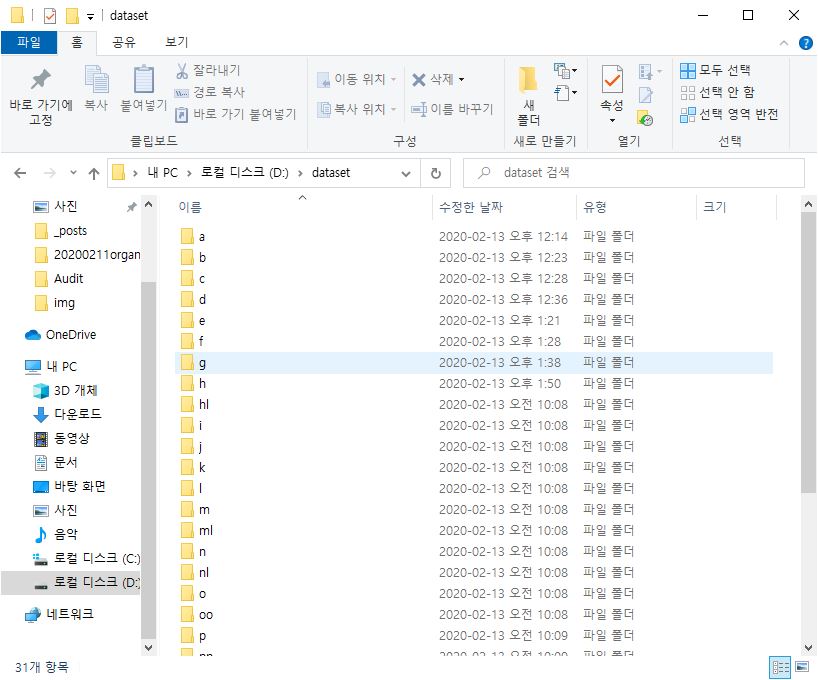 dataset
파일 홈 공유 보기
바로 가기에 고정
복사
붙여넣기
잘라내기
경로 복사
바로 가기 붙여넣기
클립보드
이동 위치
복사 위치
삭제
이름 바꾸기
구성
새 폴더
새로 만들기
속성
열기
모두 선택
선택 안 함
선택 영역 반전
선택
내 PC > 로컬 디스크 (D:) > dataset
dataset 검색
사진
_posts
20200211organ
Audit
img
OneDrive
내 PC
3D 개체
다운로드
동영상
문서
바탕 화면
사진
음악
로컬 디스크 (C:)
로컬 디스크 (D:)
네트워크
이름 수정한 날짜 유형 크기
a 2020-02-13 오후 12:14 파일 폴더
b 2020-02-13 오후 12:23 파일 폴더
c 2020-02-13 오후 12:28 파일 폴더
d 2020-02-13 오후 12:36 파일 폴더
e 2020-02-13 오후 1:21 파일 폴더
f 2020-02-13 오후 1:28 파일 폴더
g 2020-02-13 오후 1:38 파일 폴더
h 2020-02-13 오후 1:50 파일 폴더
hl 2020-02-13 오전 10:08 파일 폴더
i 2020-02-13 오전 10:08 파일 폴더
j 2020-02-13 오전 10:08 파일 폴더
k 2020-02-13 오전 10:08 파일 폴더
l 2020-02-13 오전 10:08 파일 폴더
m 2020-02-13 오전 10:08 파일 폴더
ml 2020-02-13 오전 10:08 파일 폴더
n 2020-02-13 오전 10:08 파일 폴더
nl 2020-02-13 오전 10:08 파일 폴더
o 2020-02-13 오전 10:08 파일 폴더
oo 2020-02-13 오전 10:08 파일 폴더
p 2020-02-13 오전 10:09 파일 폴더
31개 항목